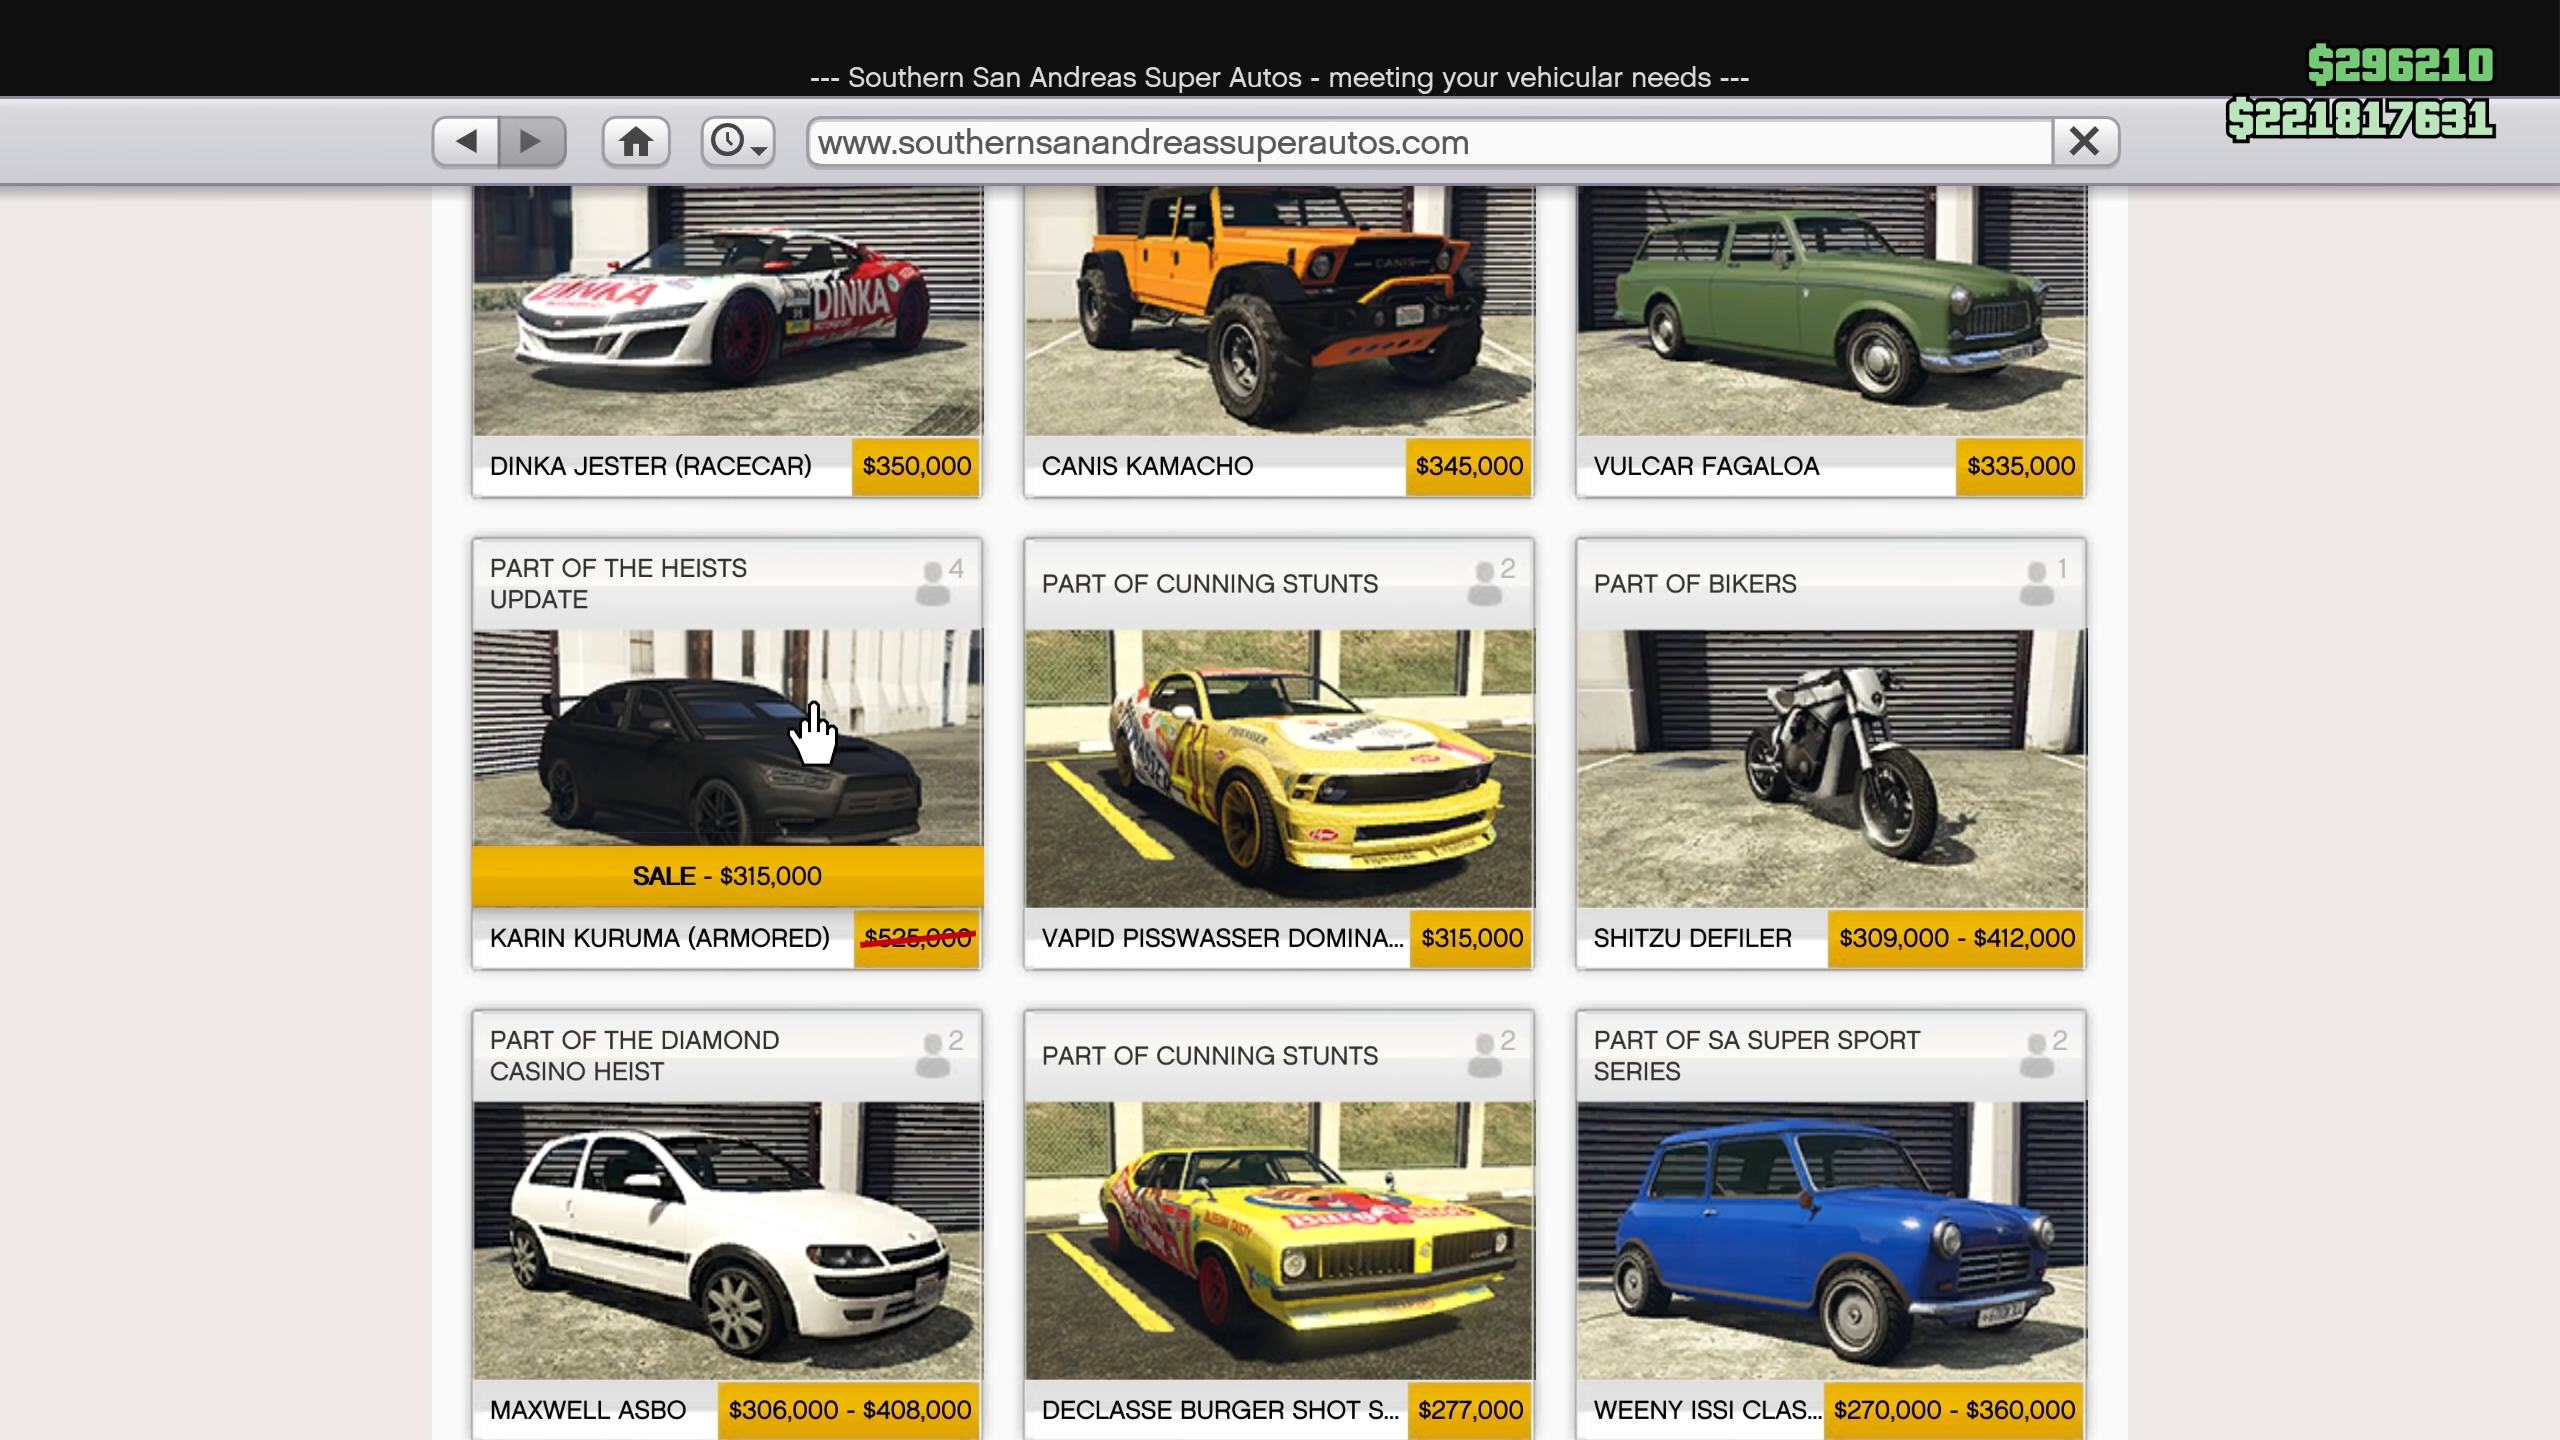 --- Southern San Andreas Super Autos - meeting your vehicular needs ---
$296210
$221817631
www.southernsanandreassuperautos.com
DINKA
DINKA
CANIS
DINKA JESTER (RACECAR) $350,000
CANIS KAMACHO $345,000
VULCAR FAGALOA $335,000
PART OF THE HEISTS
UPDATE
4
PART OF CUNNING STUNTS 2
PART OF BIKERS 1
41
SALE - $315,000
KARIN KURUMA (ARMORED) $525,000
VAPID PISSWASSER DOMINA... $315,000
SHITZU DEFILER $309,000 - $412,000
PART OF THE DIAMOND
CASINO HEIST
2
PART OF CUNNING STUNTS 2
PART OF SA SUPER SPORT
SERIES
2
MAXWELL ASBO $306,000 - $408,000
DECLASSE BURGER SHOT S... $277,000
WEENY ISSI CLAS... $270,000 - $360,000